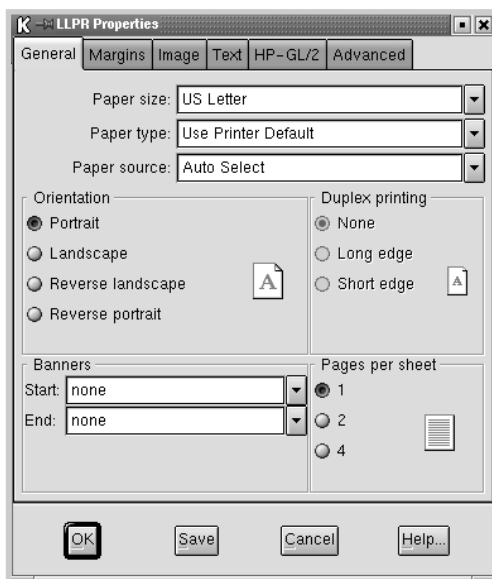 K LLPR Properties
General Margins Image Text HP-GL/2 Advanced
Paper size: US Letter
Paper type: Use Printer Default
Paper source: Auto Select
Orientation
Portrait
Landscape
Reverse landscape
Reverse portrait
A
Duplex printing
None
Long edge
Short edge
A
Banners
Start: none
End: none
Pages per sheet
1
2
4
OK Save Cancel Help...